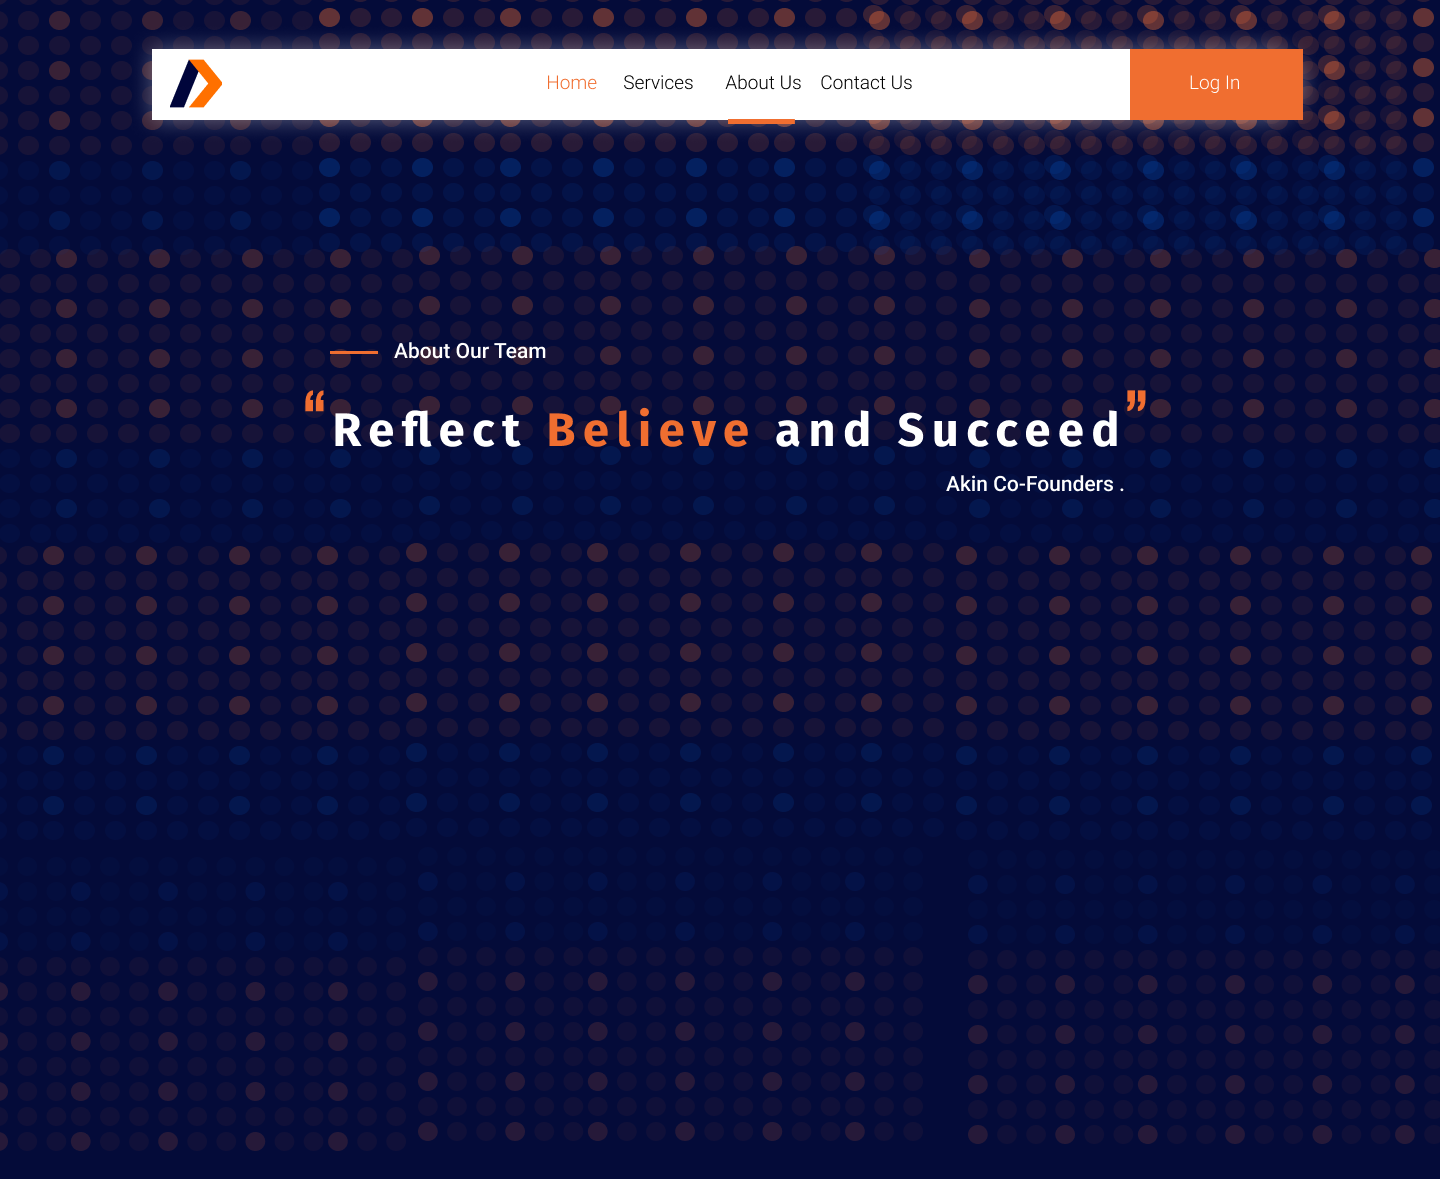 Home Services About Us Contact Us Log In
About Our Team
“Reflect Believe and Succeed”
Akin Co-Founders .